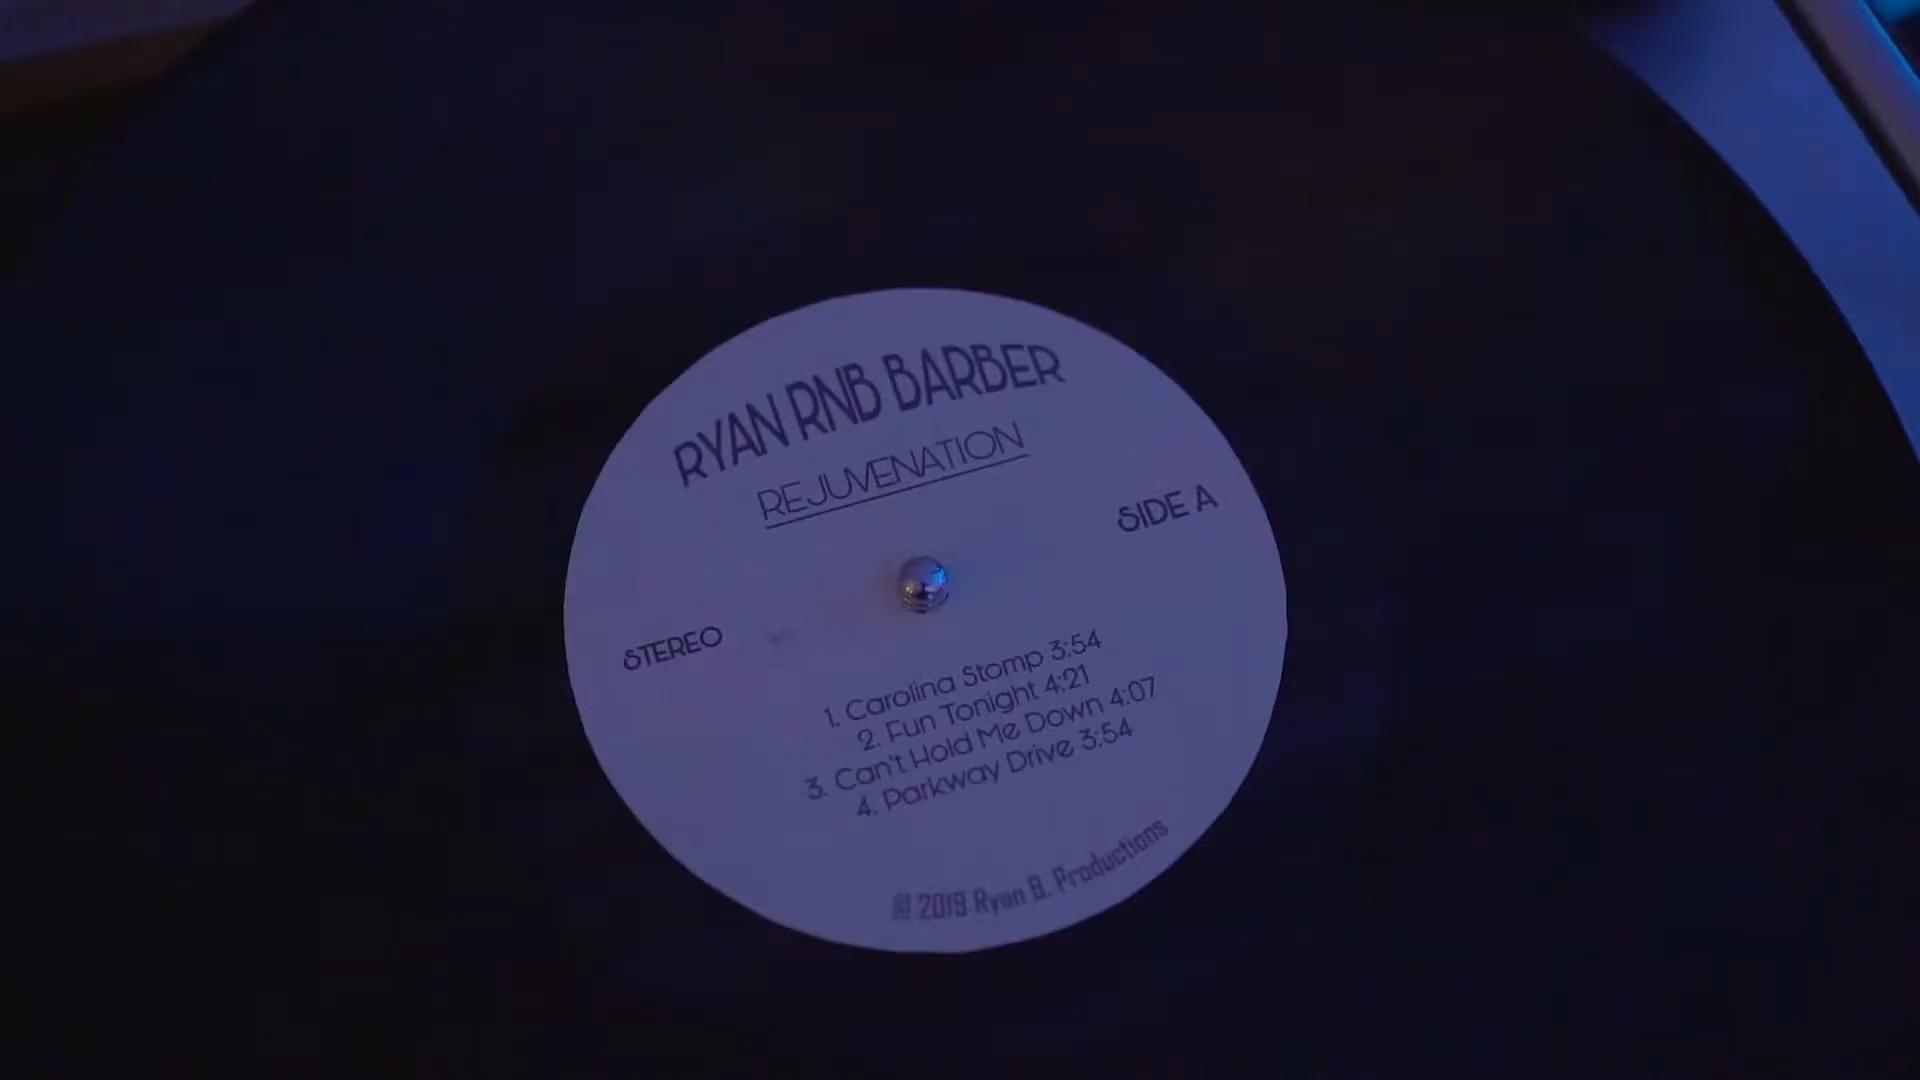 RYAN RNB BARBER
REJUVENATION
SIDE A
STEREO
1. Carolina Stomp 3:54
2. Fun Tonight 4:21
3. Can't Hold Me Down 4:07
4. Parkway Drive 3:54
℗ 2019 Ryan B. Productions